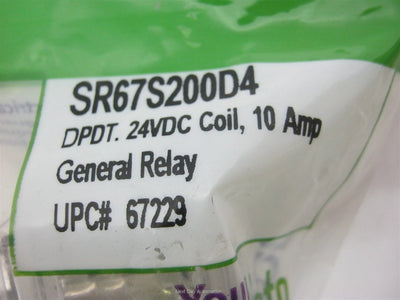 SR67S200D4
DPDT. 24VDC Coil, 10 Amp
General Relay
UPC# 67229